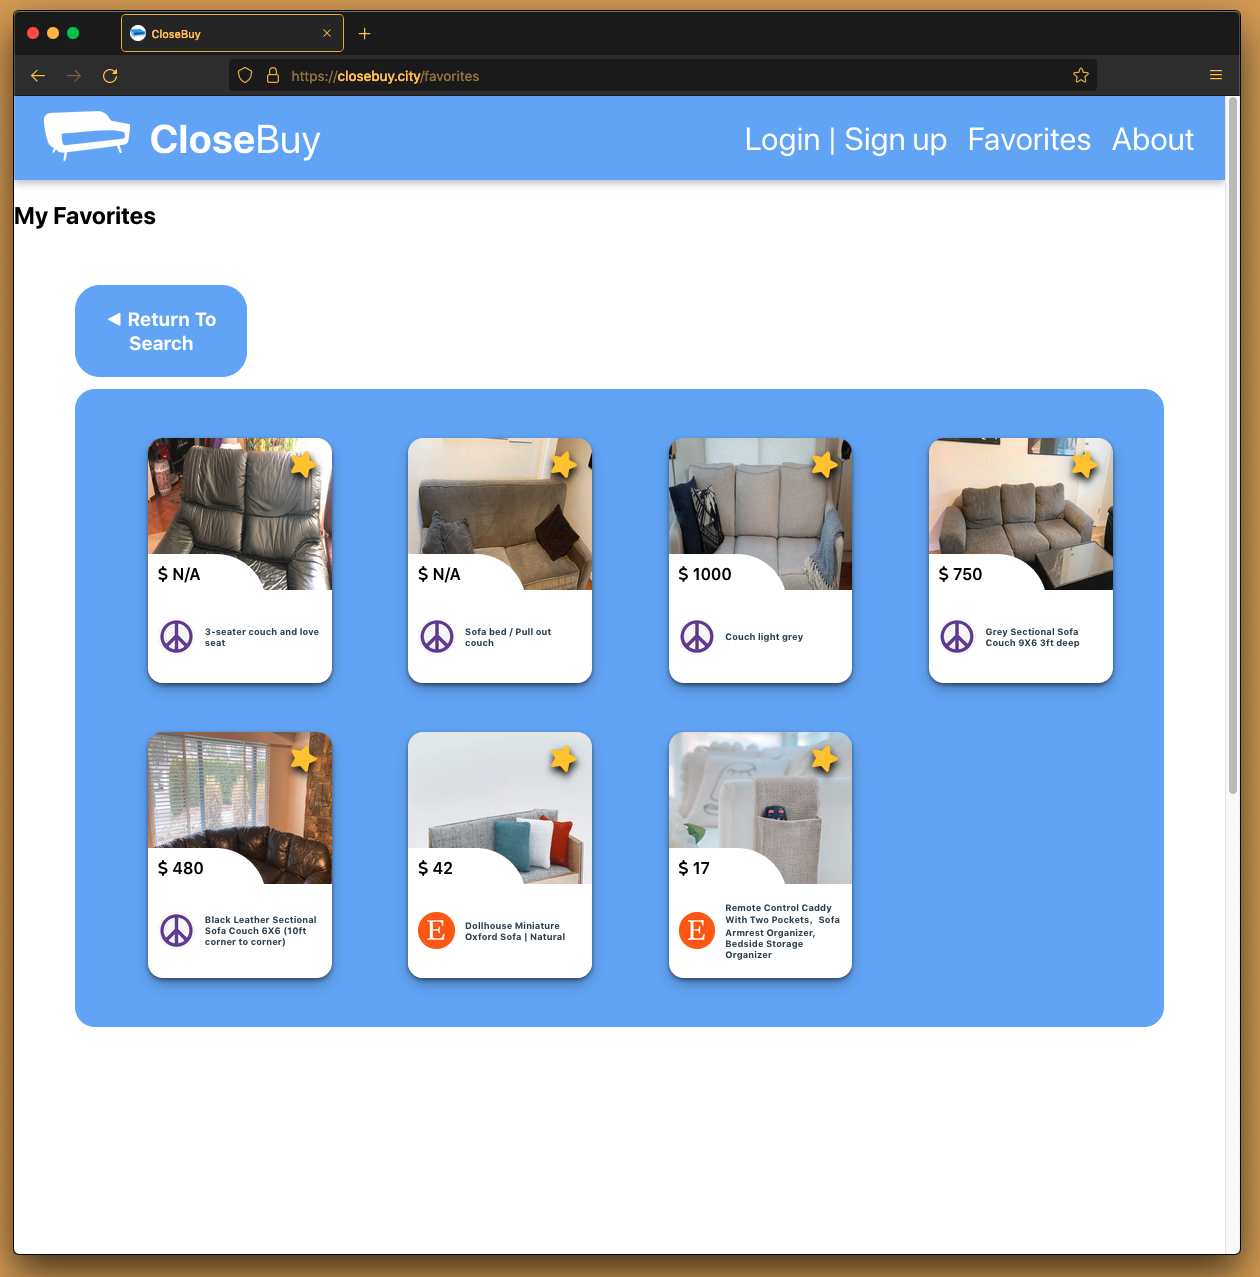 CloseBuy
https://closebuy.city/favorites
CloseBuy
Login | Sign up Favorites About
My Favorites
◀ Return To
Search
$ N/A
3-seater couch and love
seat
$ N/A
Sofa bed / Pull out
couch
$ 1000
Couch light grey
$ 750
Grey Sectional Sofa
Couch 9X6 3ft deep
$ 480
Black Leather Sectional
Sofa Couch 6X6 (10ft
corner to corner)
$ 42
E
Dollhouse Miniature
Oxford Sofa | Natural
$ 17
E
Remote Control Caddy
With Two Pockets, Sofa
Armrest Organizer,
Bedside Storage
Organizer